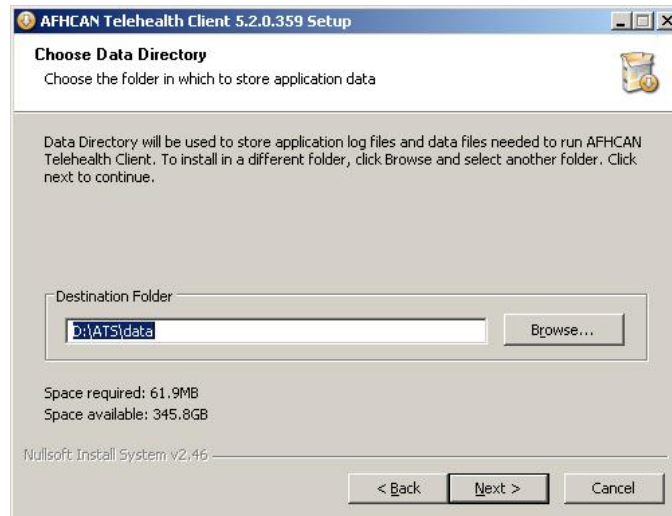 AFHCAN Telehealth Client 5.2.0.359 Setup
Choose Data Directory
Choose the folder in which to store application data
Data Directory will be used to store application log files and data files needed to run AFHCAN
Telehealth Client. To install in a different folder, click Browse and select another folder. Click
next to continue.
Destination Folder
D:\ATS\data
Browse...
Space required: 61.9MB
Space available: 345.8GB
Nullsoft Install System v2.46
< Back
Next >
Cancel